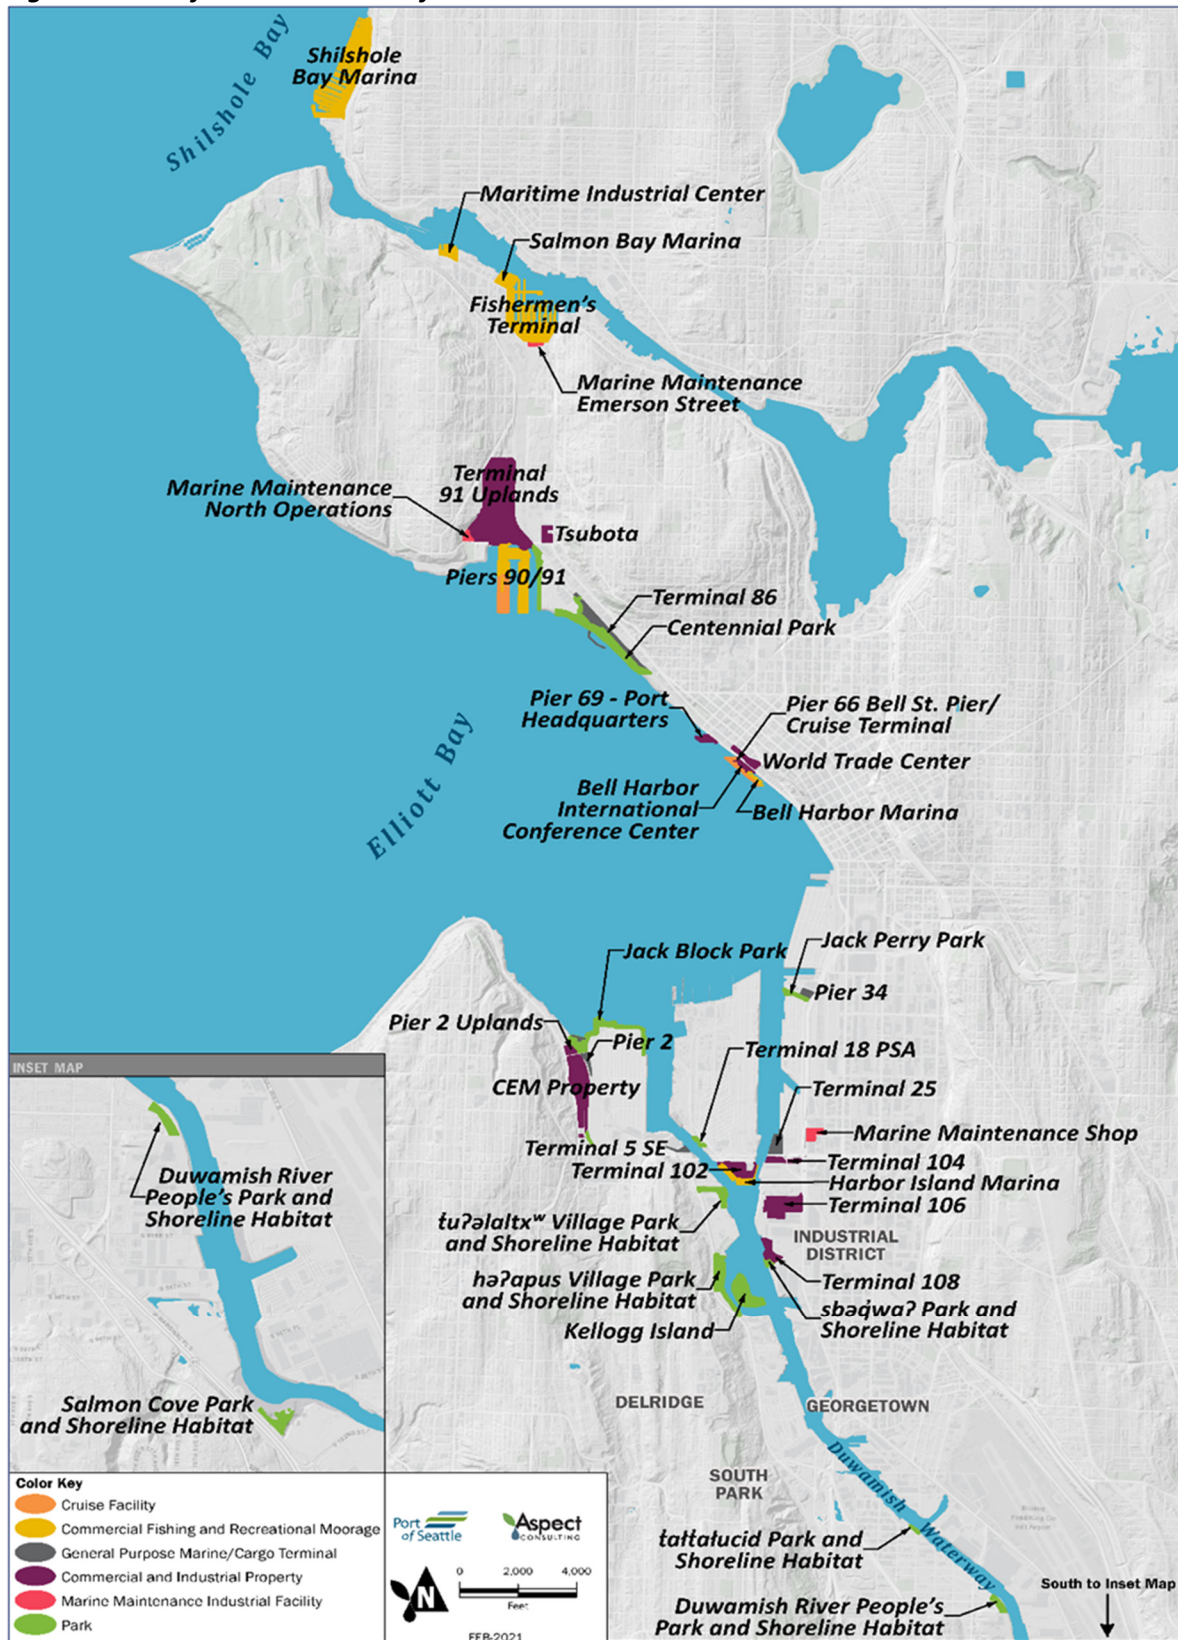 Shilshole Bay
Shilshole
Bay Marina
Maritime Industrial Center
Salmon Bay Marina
Fishermen's
Terminal
Marine Maintenance
Emerson Street
Terminal
91 Uplands
Marine Maintenance
North Operations
Tsubota
Piers 90/91
Terminal 86
Centennial Park
Pier 69 - Port
Headquarters
Pier 66 Bell St. Pier/
Cruise Terminal
World Trade Center
Bell Harbor
International
Conference Center
Bell Harbor Marina
Elliott Bay
Jack Block Park
Jack Perry Park
Pier 34
Pier 2 Uplands
Pier 2
Terminal 18 PSA
CEM Property
Terminal 25
Marine Maintenance Shop
Terminal 5 SE
Terminal 102
Terminal 104
Harbor Island Marina
Terminal 106
t̓uʔəlaltxʷ Village Park
and Shoreline Habitat
INDUSTRIAL
DISTRICT
həʔapus Village Park
and Shoreline Habitat
Terminal 108
sbəq̓waʔ Park and
Shoreline Habitat
Kellogg Island
DELRIDGE
GEORGETOWN
SOUTH
PARK
Duwamish Waterway
t̓ałt̓ałucid Park and
Shoreline Habitat
South to Inset Map
Duwamish River People's
Park and Shoreline Habitat
INSET MAP
Duwamish River
People's Park and
Shoreline Habitat
Salmon Cove Park
and Shoreline Habitat
Color Key
Cruise Facility
Commercial Fishing and Recreational Moorage
General Purpose Marine/Cargo Terminal
Commercial and Industrial Property
Marine Maintenance Industrial Facility
Park
Port
of Seattle
Aspect
CONSULTING
N
0 2,000 4,000
Feet
FEB-2021